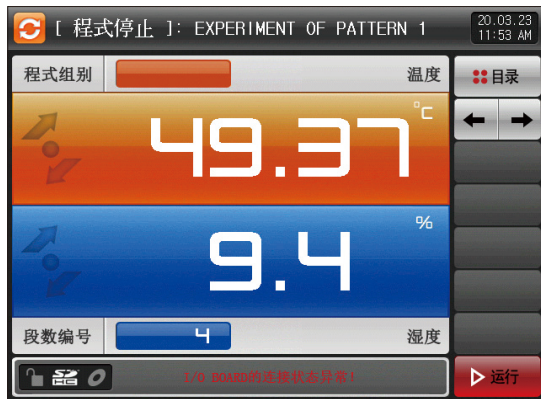 [ 程式停止 ]: EXPERIMENT OF PATTERN 1
20.03.23
11:53 AM
程式组别
温度
目录
°C
49.37
%
9.4
段数编号
4
湿度
I/O BOARD的连接状态异常!
运行